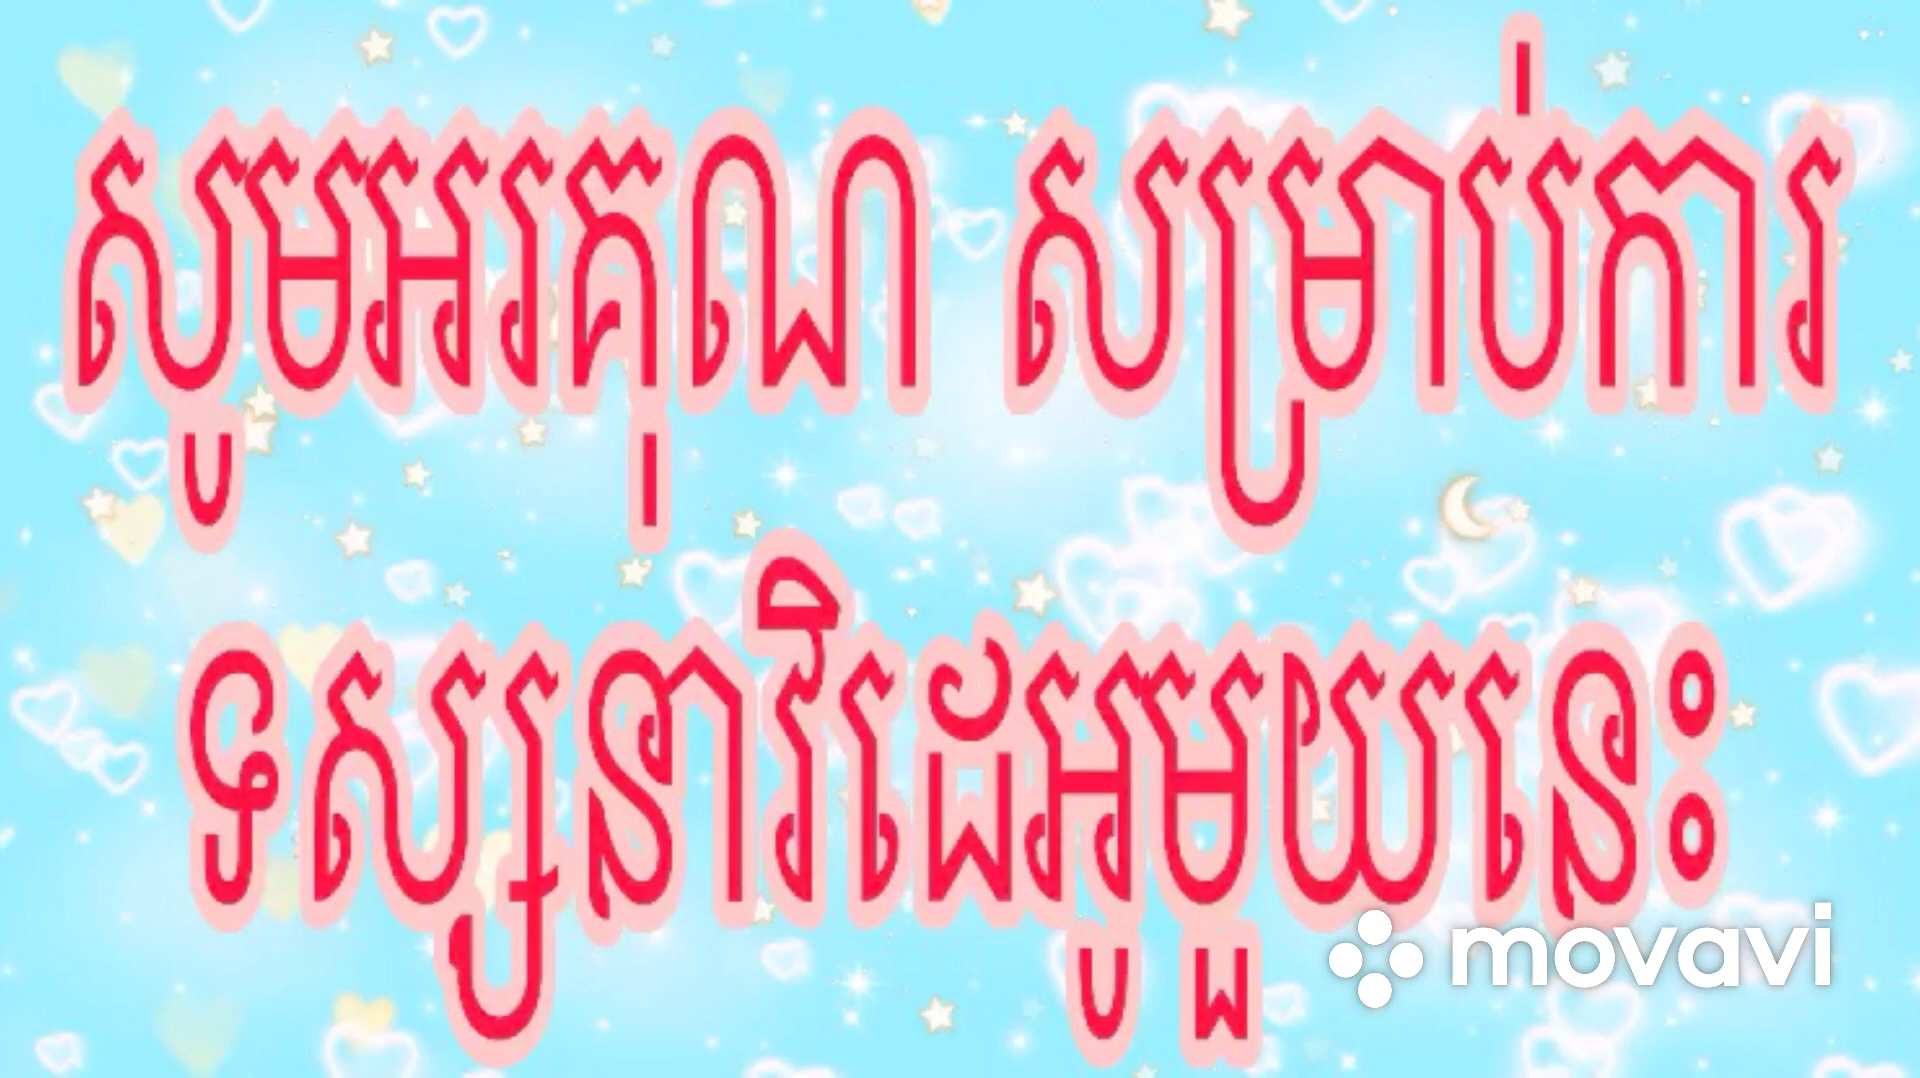 សូមអរគុណ សម្រាប់ការ
ទស្សនាវីដេអូមួយនេះ
movavi